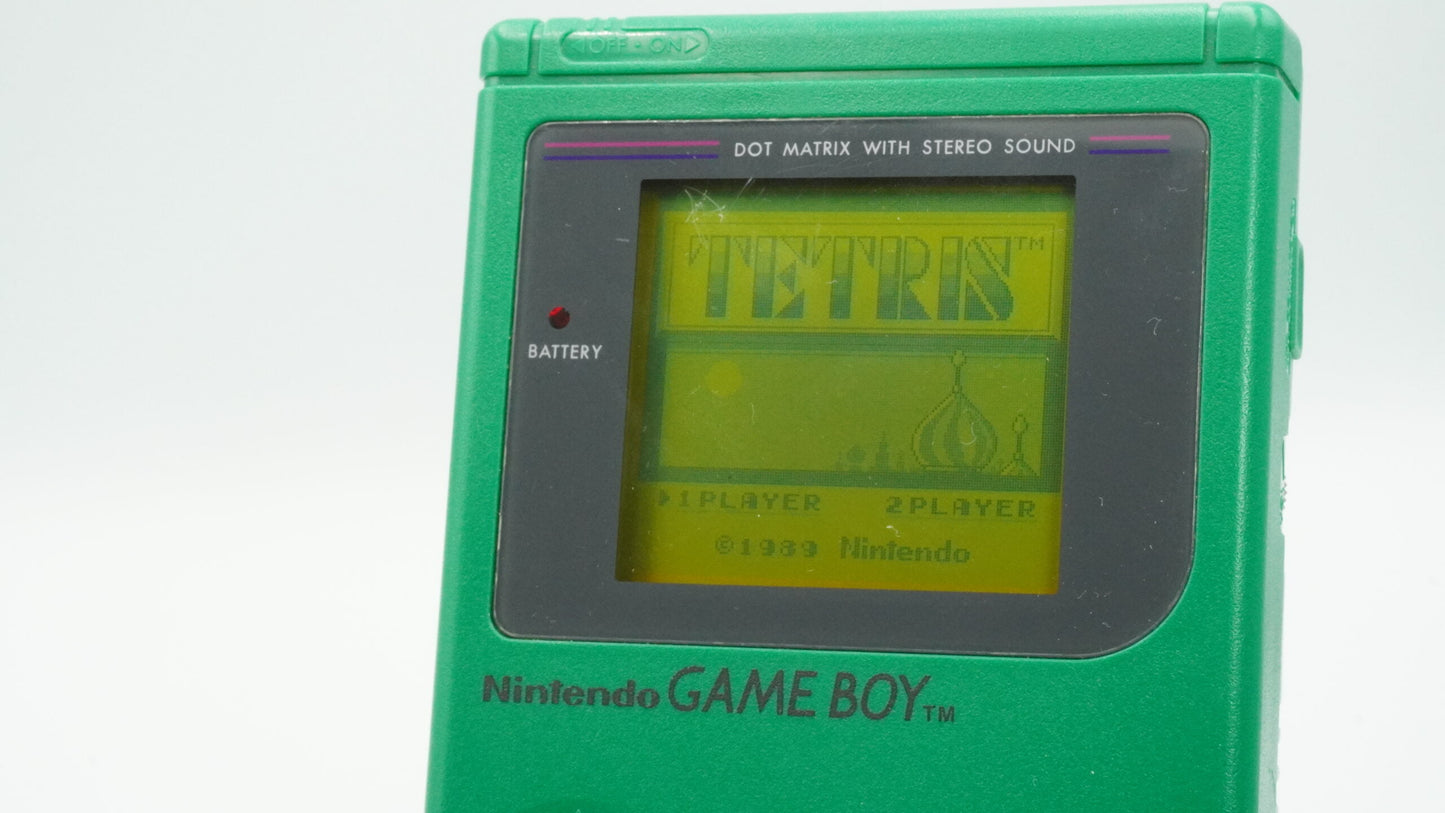 OFF • ON
DOT MATRIX WITH STEREO SOUND
TETRIS™
BATTERY
1PLAYER 2PLAYER
©1989 Nintendo
Nintendo GAME BOY™